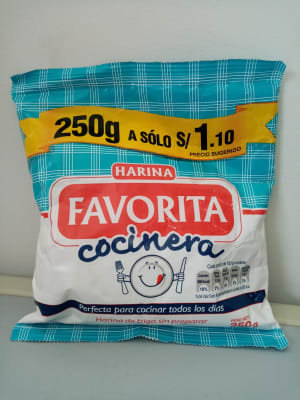 250g A SÓLO S/ 1.10
PRECIO SUGERIDO
HARINA
FAVORITA
cocinera
Perfecta para cocinar todos los días
Harina de trigo sin preparar
250g